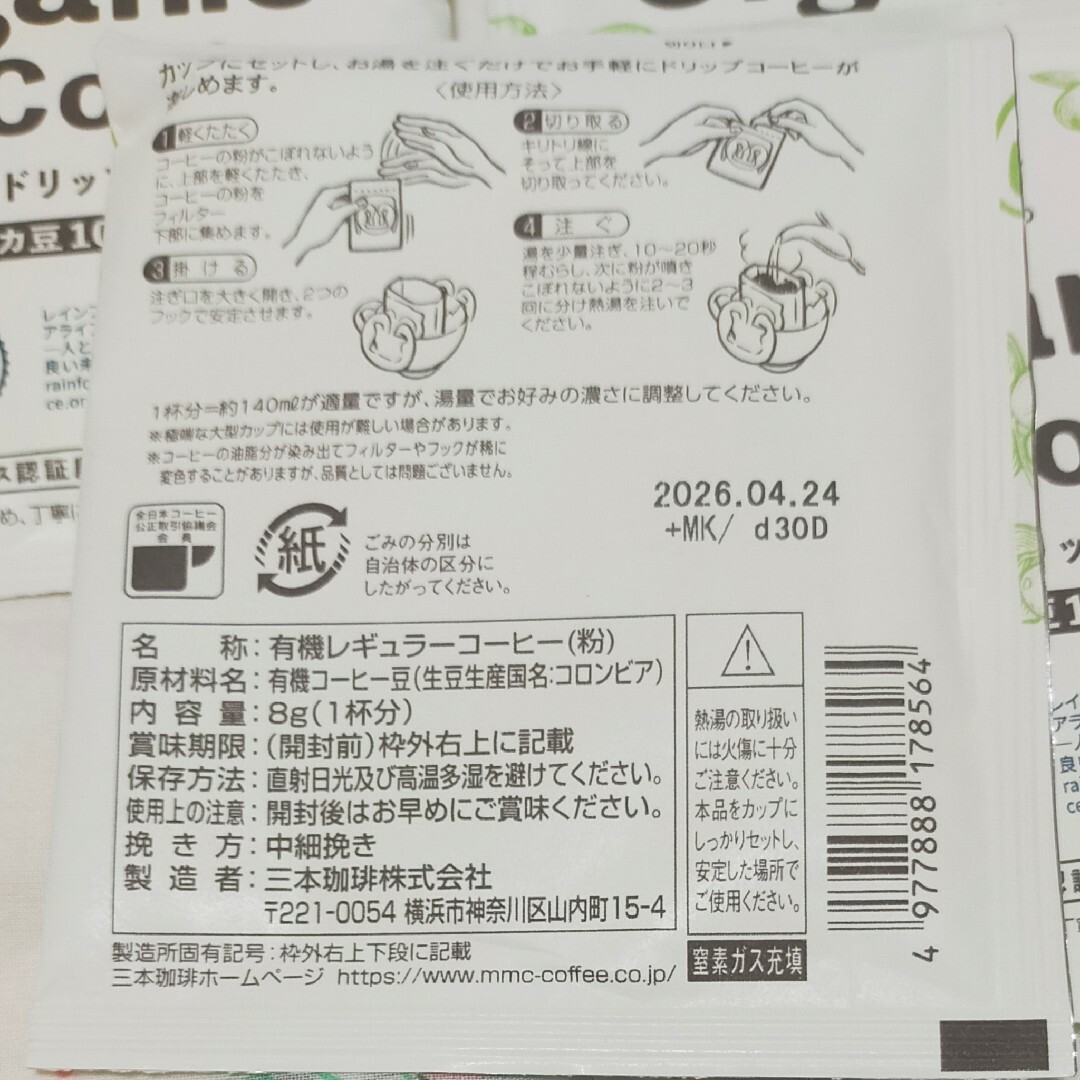 カップにセットし、お湯を注ぐだけでお手軽にドリップコーヒーが
楽しめます。
〈使用方法〉
1 軽くたたく
コーヒーの粉がこぼれないよう
に、上部を軽くたたき、
コーヒーの粉を
フィルター
下部に集めます。
2 切り取る
キリトリ線に
そって上部を
切り取ってください。
3 掛ける
注ぎ口を大きく開き、2つの
フックで安定させます。
4 注ぐ
湯を少量注ぎ、10〜20秒
程むらし、次に粉が噴き
こぼれないように2〜3
回に分け熱湯を注いで
ください。
1杯分=約140mlが適量ですが、湯量でお好みの濃さに調整してください。
※極端な大型カップには使用が難しい場合があります。
※コーヒーの油脂分が染み出てフィルターやフックが稀に
変色することがありますが、品質としては問題ございません。
2026.04.24
+MK/ d30D
全日本コーヒー
公正取引協議会
会員
紙
ごみの分別は
自治体の区分に
したがってください。
名称:有機レギュラーコーヒー(粉)
原材料名:有機コーヒー豆(生豆生産国名:コロンビア)
内容量:8g(1杯分)
賞味期限:(開封前)枠外右上に記載
保存方法:直射日光及び高温多湿を避けてください。
使用上の注意:開封後はお早めにご賞味ください。
挽き方:中細挽き
製造者:三本珈琲株式会社
〒221-0054 横浜市神奈川区山内町15-4
製造所固有記号:枠外右上下段に記載
三本珈琲ホームページ https://www.mmc-coffee.co.jp/
熱湯の取り扱い
には火傷に十分
ご注意ください。
本品をカップに
しっかりセットし、
安定した場所で
ご使用ください。
窒素ガス充填
4 977888 178564
ドリッ
カ豆10
レイン
アライ
一人と
良い未
rainfo
ce.or
ス認証
め、丁寧に